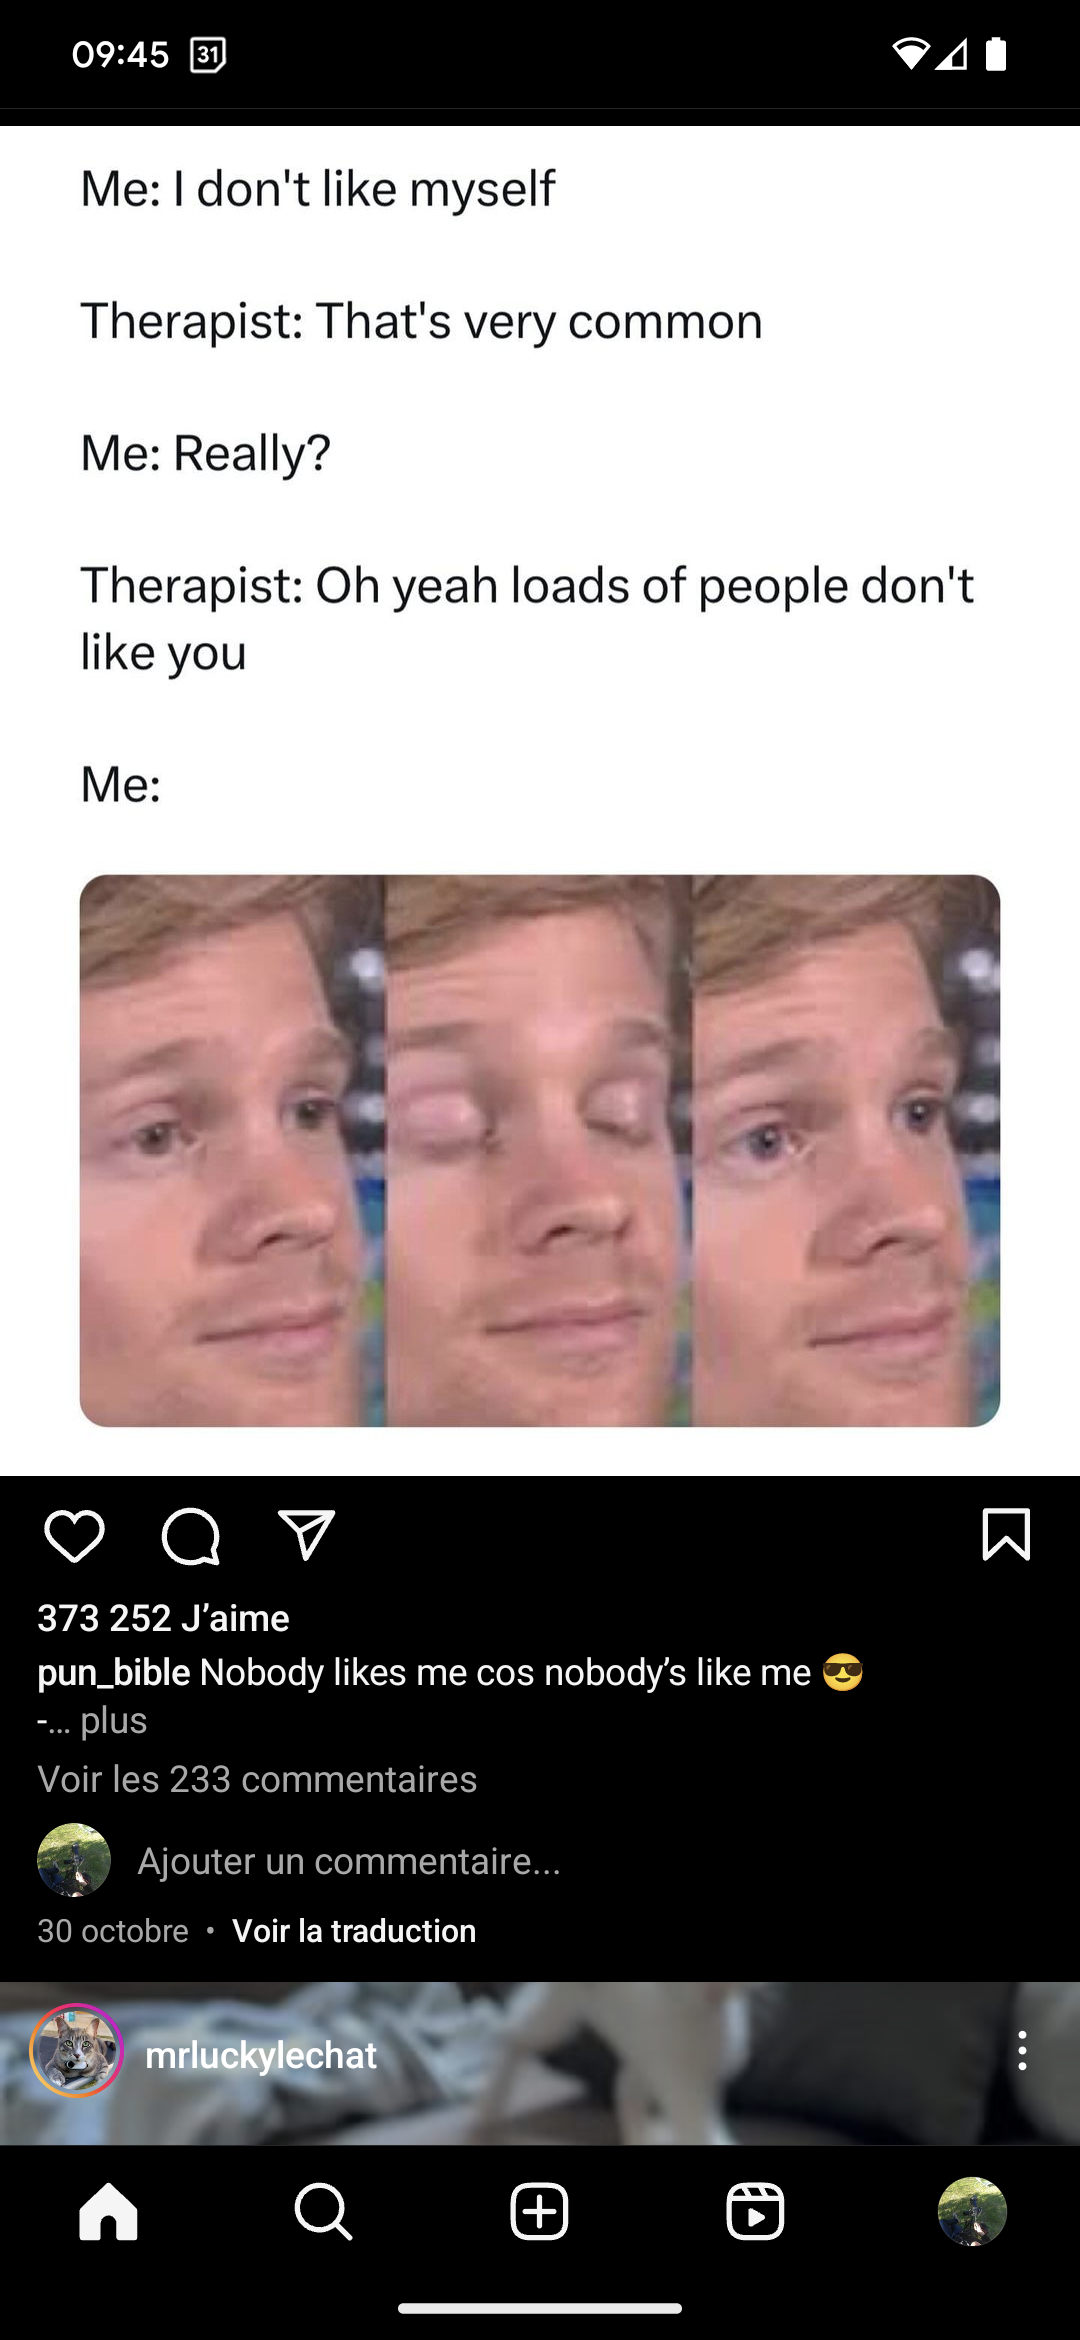 09:45
31
Me: I don't like myself
Therapist: That's very common
Me: Really?
Therapist: Oh yeah loads of people don't
like you
Me:
373 252 J’aime
pun_bible Nobody likes me cos nobody’s like me 😎
-... plus
Voir les 233 commentaires
Ajouter un commentaire...
30 octobre • Voir la traduction
mrluckylechat